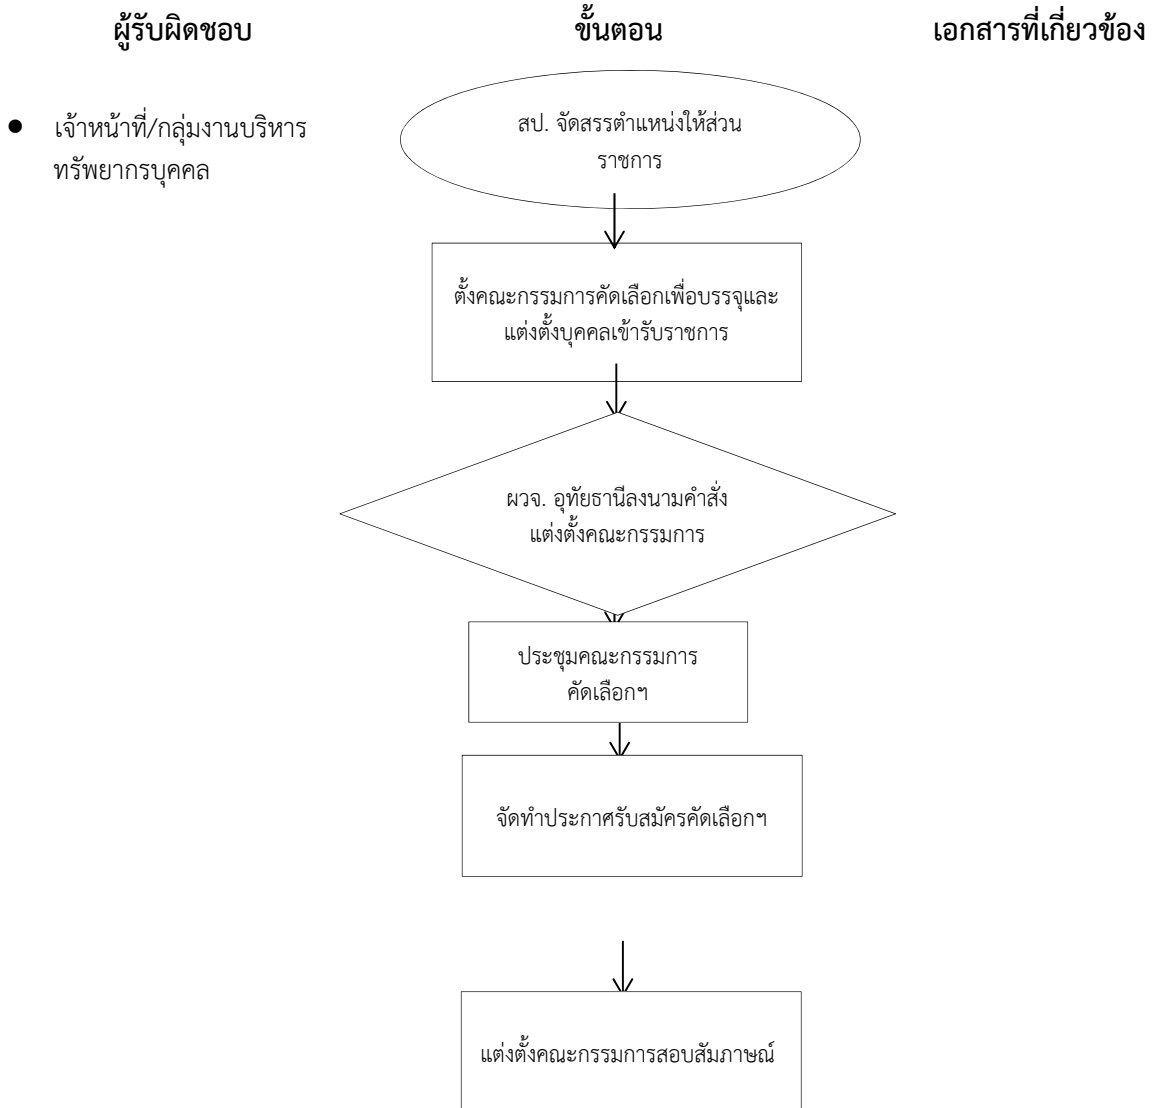 ผู้รับผิดชอบ ขั้นตอน เอกสารที่เกี่ยวข้อง
● เจ้าหน้าที่/กลุ่มงานบริหาร
ทรัพยากรบุคคล
สป. จัดสรรตำแหน่งให้ส่วน
ราชการ
ตั้งคณะกรรมการคัดเลือกเพื่อบรรจุและ
แต่งตั้งบุคคลเข้ารับราชการ
ผวจ. อุทัยธานีลงนามคำสั่ง
แต่งตั้งคณะกรรมการ
ประชุมคณะกรรมการ
คัดเลือกฯ
จัดทำประกาศรับสมัครคัดเลือกฯ
แต่งตั้งคณะกรรมการสอบสัมภาษณ์